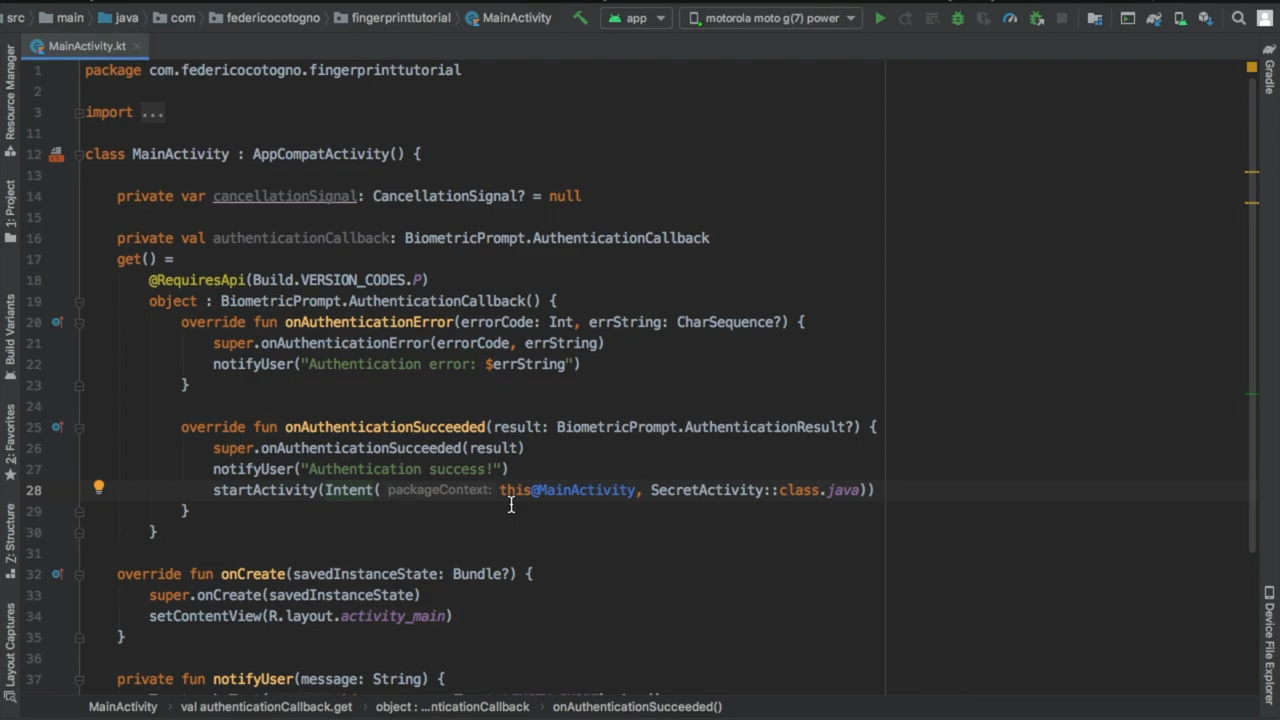 src main java com federicocotogno fingerprinttutorial MainActivity app motorola moto g(7) power
MainActivity.kt
1 package com.federicocotogno.fingerprinttutorial
2
3 import ...
11
12 class MainActivity : AppCompatActivity() {
13
14 private var cancellationSignal: CancellationSignal? = null
15
16 private val authenticationCallback: BiometricPrompt.AuthenticationCallback
17 get() =
18 @RequiresApi(Build.VERSION_CODES.P)
19 object : BiometricPrompt.AuthenticationCallback() {
20 override fun onAuthenticationError(errorCode: Int, errString: CharSequence?) {
21 super.onAuthenticationError(errorCode, errString)
22 notifyUser("Authentication error: $errString")
23 }
24
25 override fun onAuthenticationSucceeded(result: BiometricPrompt.AuthenticationResult?) {
26 super.onAuthenticationSucceeded(result)
27 notifyUser("Authentication success!")
28 startActivity(Intent( packageContext: this@MainActivity, SecretActivity::class.java))
29 }
30 }
31
32 override fun onCreate(savedInstanceState: Bundle?) {
33 super.onCreate(savedInstanceState)
34 setContentView(R.layout.activity_main)
35 }
36
37 private fun notifyUser(message: String) {
MainActivity val authenticationCallback.get object : ...nticationCallback onAuthenticationSucceeded()
Resource Manager
1: Project
Build Variants
2: Favorites
Z: Structure
Layout Captures
Gradle
Device File Explorer